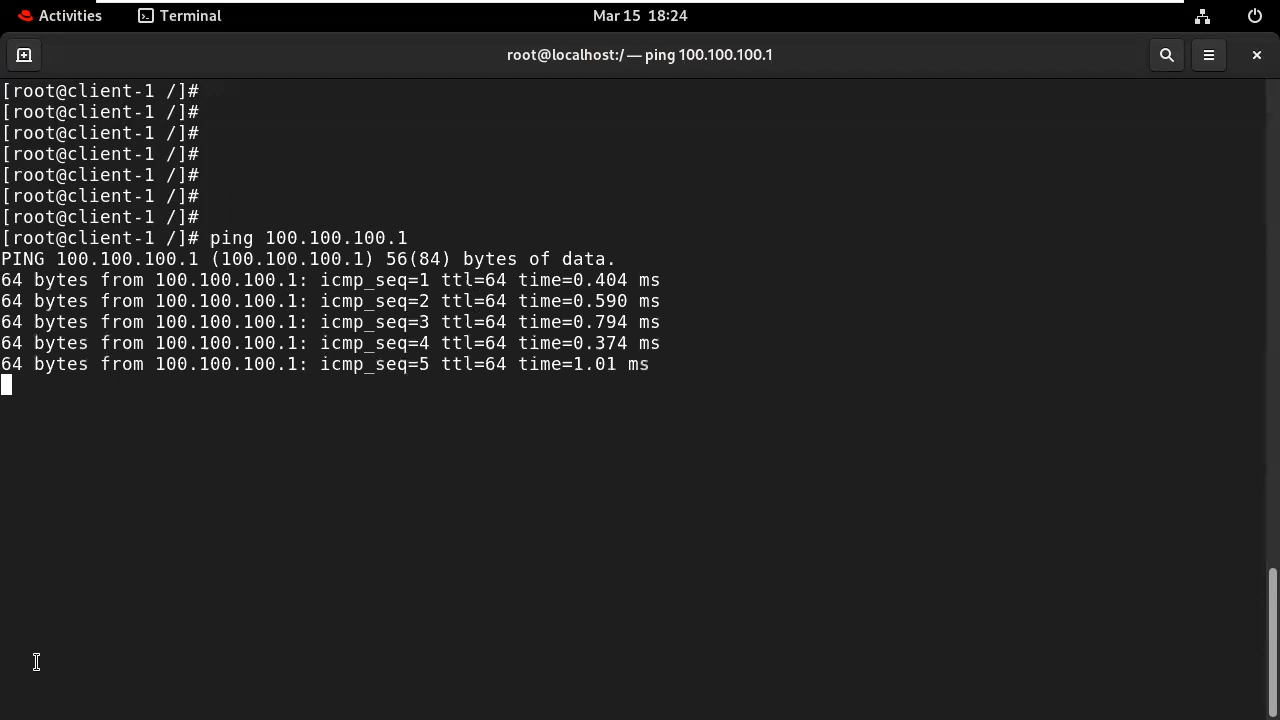 Activities Terminal Mar 15 18:24
root@localhost:/ — ping 100.100.100.1
[root@client-1 /]#
[root@client-1 /]#
[root@client-1 /]#
[root@client-1 /]#
[root@client-1 /]#
[root@client-1 /]#
[root@client-1 /]#
[root@client-1 /]# ping 100.100.100.1
PING 100.100.100.1 (100.100.100.1) 56(84) bytes of data.
64 bytes from 100.100.100.1: icmp_seq=1 ttl=64 time=0.404 ms
64 bytes from 100.100.100.1: icmp_seq=2 ttl=64 time=0.590 ms
64 bytes from 100.100.100.1: icmp_seq=3 ttl=64 time=0.794 ms
64 bytes from 100.100.100.1: icmp_seq=4 ttl=64 time=0.374 ms
64 bytes from 100.100.100.1: icmp_seq=5 ttl=64 time=1.01 ms